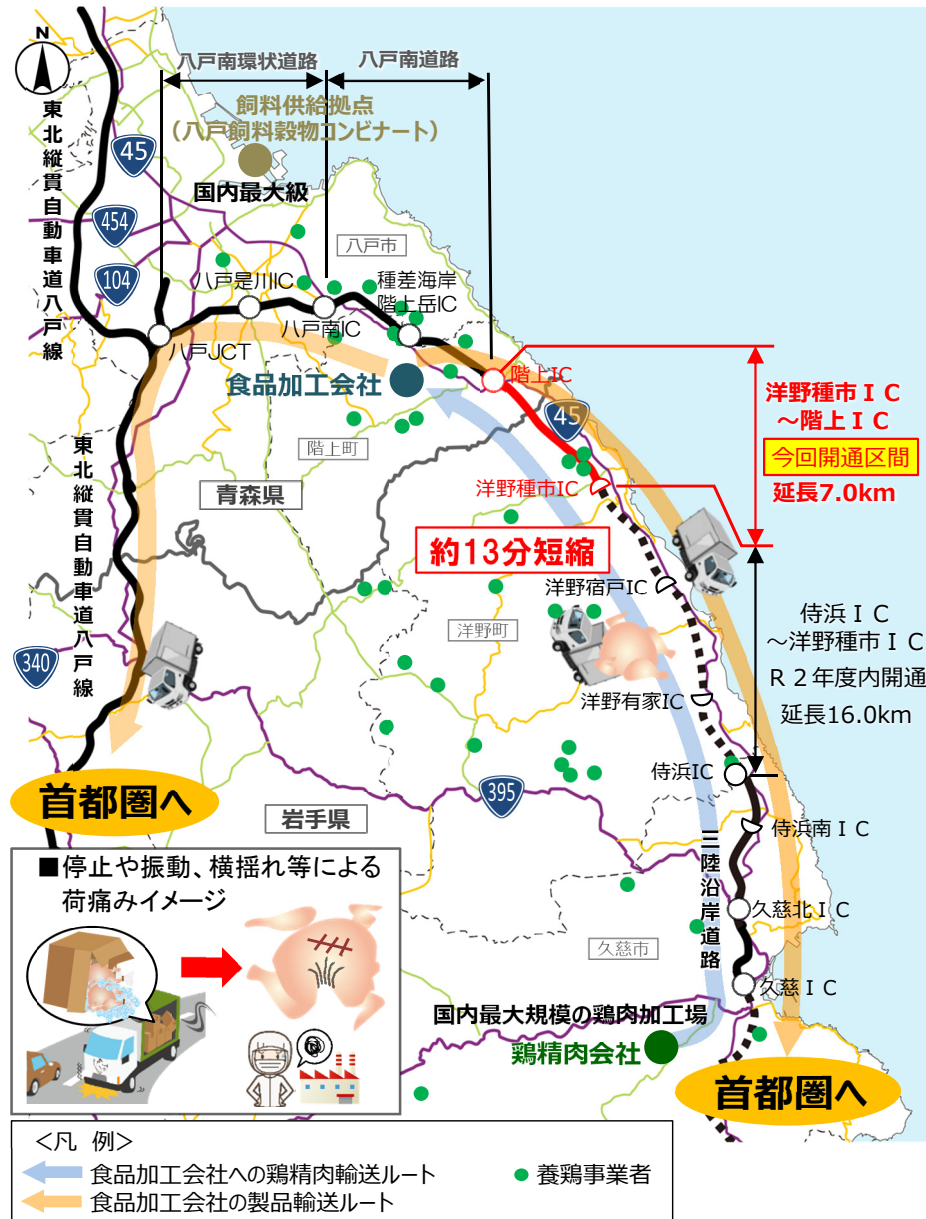 N
八戸南環状道路
八戸南道路
東北縦貫自動車道八戸線
飼料供給拠点
(八戸飼料穀物コンビナート)
国内最大級
45
454
104
八戸市
八戸是川IC
種差海岸
階上岳IC
八戸南IC
八戸JCT
食品加工会社
階上IC
洋野種市IC
～階上IC
今回開通区間
延長7.0km
45
階上町
東北縦貫自動車道八戸線
青森県
洋野種市IC
約13分短縮
洋野宿戸IC
侍浜IC
～洋野種市IC
R2年度内開通
延長16.0km
洋野町
340
洋野有家IC
侍浜IC
首都圏へ
395
岩手県
侍浜南IC
三陸沿岸道路
■停止や振動、横揺れ等による
荷痛みイメージ
久慈北IC
久慈市
久慈IC
国内最大規模の鶏肉加工場
鶏精肉会社
首都圏へ
<凡 例>
食品加工会社への鶏精肉輸送ルート
養鶏事業者
食品加工会社の製品輸送ルート